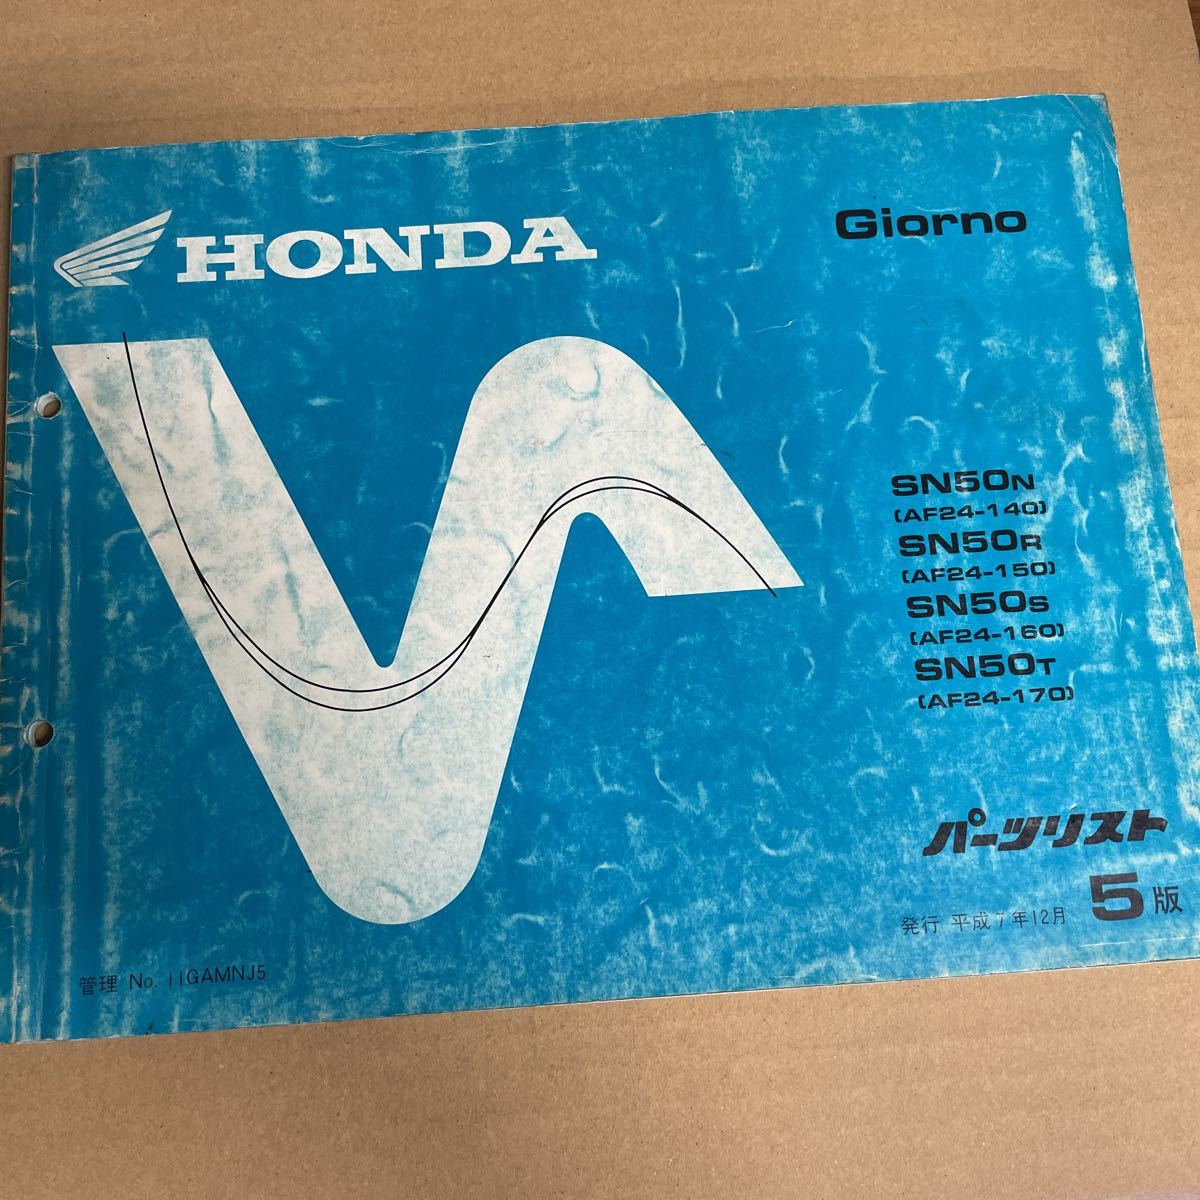 HONDA
Giorno
SN50N
(AF24-140)
SN50R
(AF24-150)
SN50S
(AF24-160)
SN50T
(AF24-170)
パーツリスト
発行 平成7年12月 5版
管理 No. 11GAMNJ5